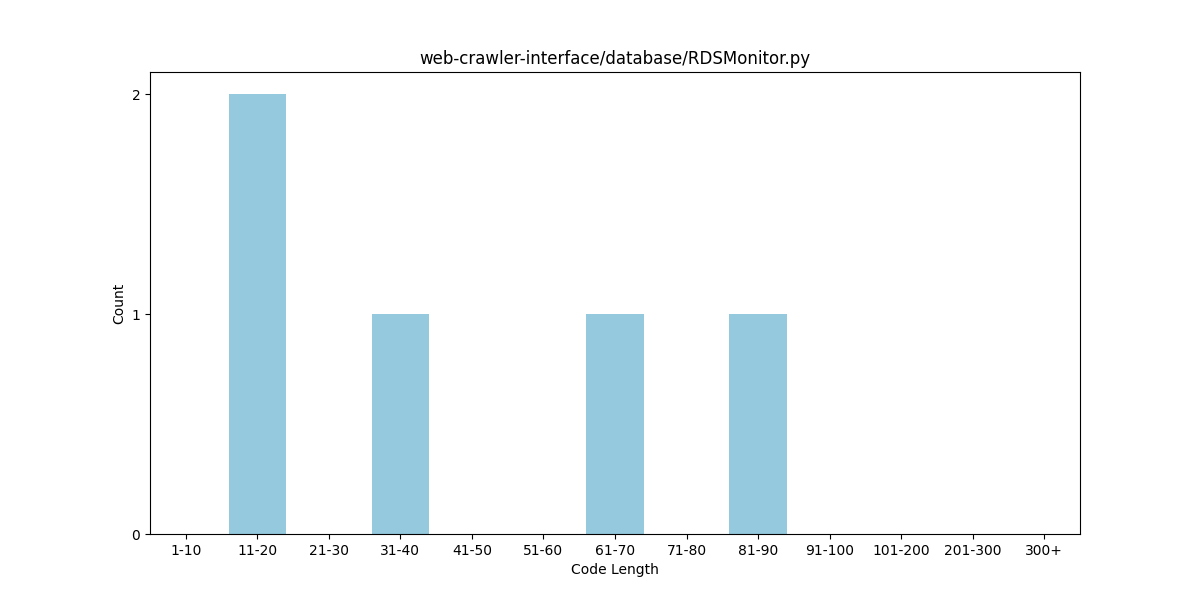 web-crawler-interface/database/RDSMonitor.py
2
1
0
Count
1-10 11-20 21-30 31-40 41-50 51-60 61-70 71-80 81-90 91-100 101-200 201-300 300+
Code Length